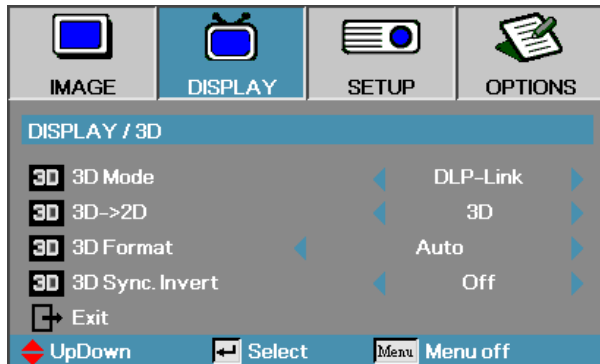 IMAGE DISPLAY SETUP OPTIONS
DISPLAY / 3D
3D 3D Mode DLP-Link
3D 3D->2D 3D
3D 3D Format Auto
3D 3D Sync. Invert Off
Exit
UpDown Select Menu Menu off